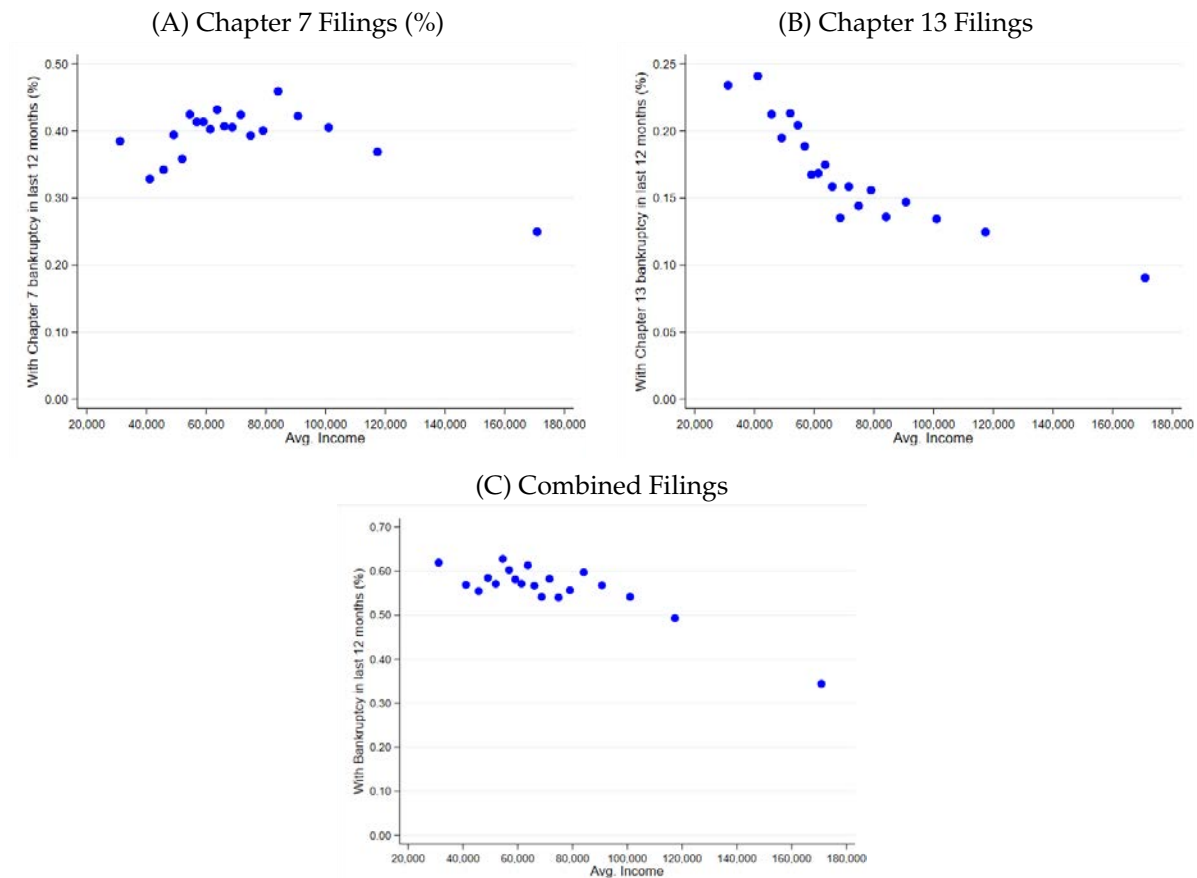 (A) Chapter 7 Filings (%)
With Chapter 7 bankruptcy in last 12 months (%)
0.50
0.40
0.30
0.20
0.10
0.00
20,000 40,000 60,000 80,000 100,000 120,000 140,000 160,000 180,000
Avg. Income
(B) Chapter 13 Filings
With Chapter 13 bankruptcy in last 12 months (%)
0.25
0.20
0.15
0.10
0.05
0.00
20,000 40,000 60,000 80,000 100,000 120,000 140,000 160,000 180,000
Avg. Income
(C) Combined Filings
With Bankruptcy in last 12 months (%)
0.70
0.60
0.50
0.40
0.30
0.20
0.10
0.00
20,000 40,000 60,000 80,000 100,000 120,000 140,000 160,000 180,000
Avg. Income